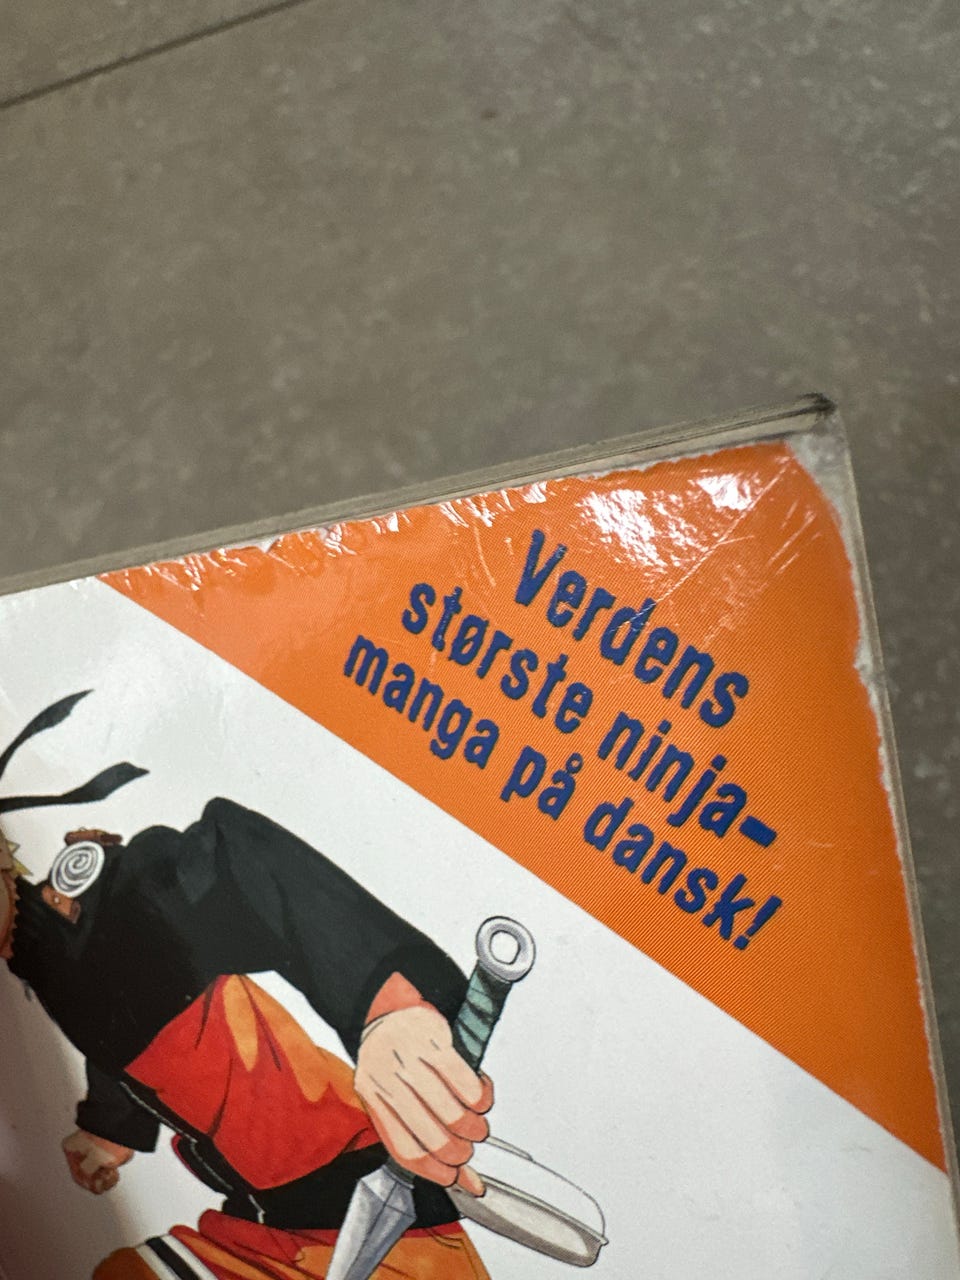 Verdens
største ninja-
manga på dansk!